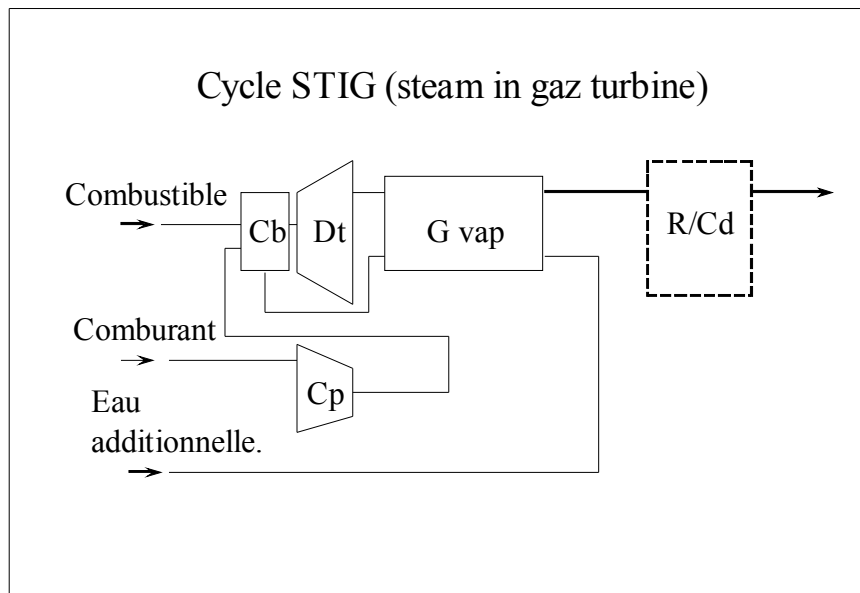 Cycle STIG (steam in gaz turbine)
Combustible
Cb
Dt
G vap
R/Cd
Comburant
Cp
Eau
additionnelle.